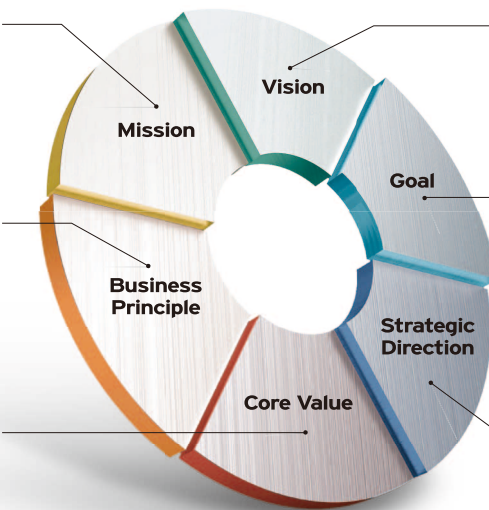 Vision
Mission
Goal
Business
Principle
Strategic
Direction
Core Value